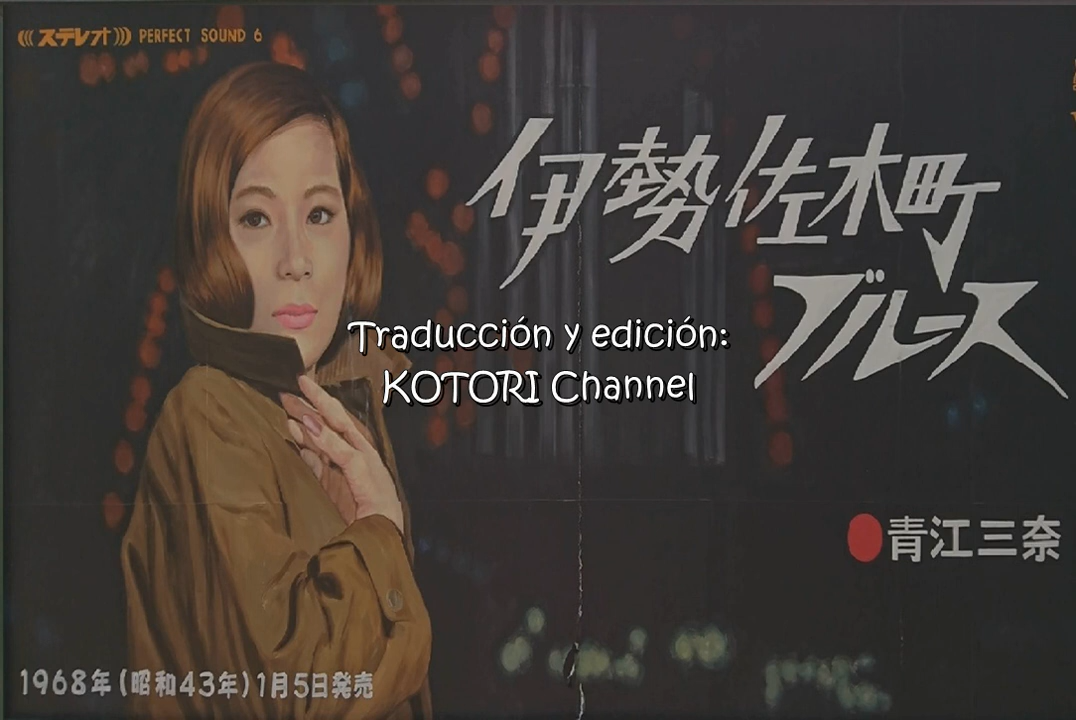 ステレオ PERFECT SOUND 6
伊勢佐木町
ブルース
Traducción y edición:
KOTORI Channel
青江三奈
1968年(昭和43年)1月5日発売